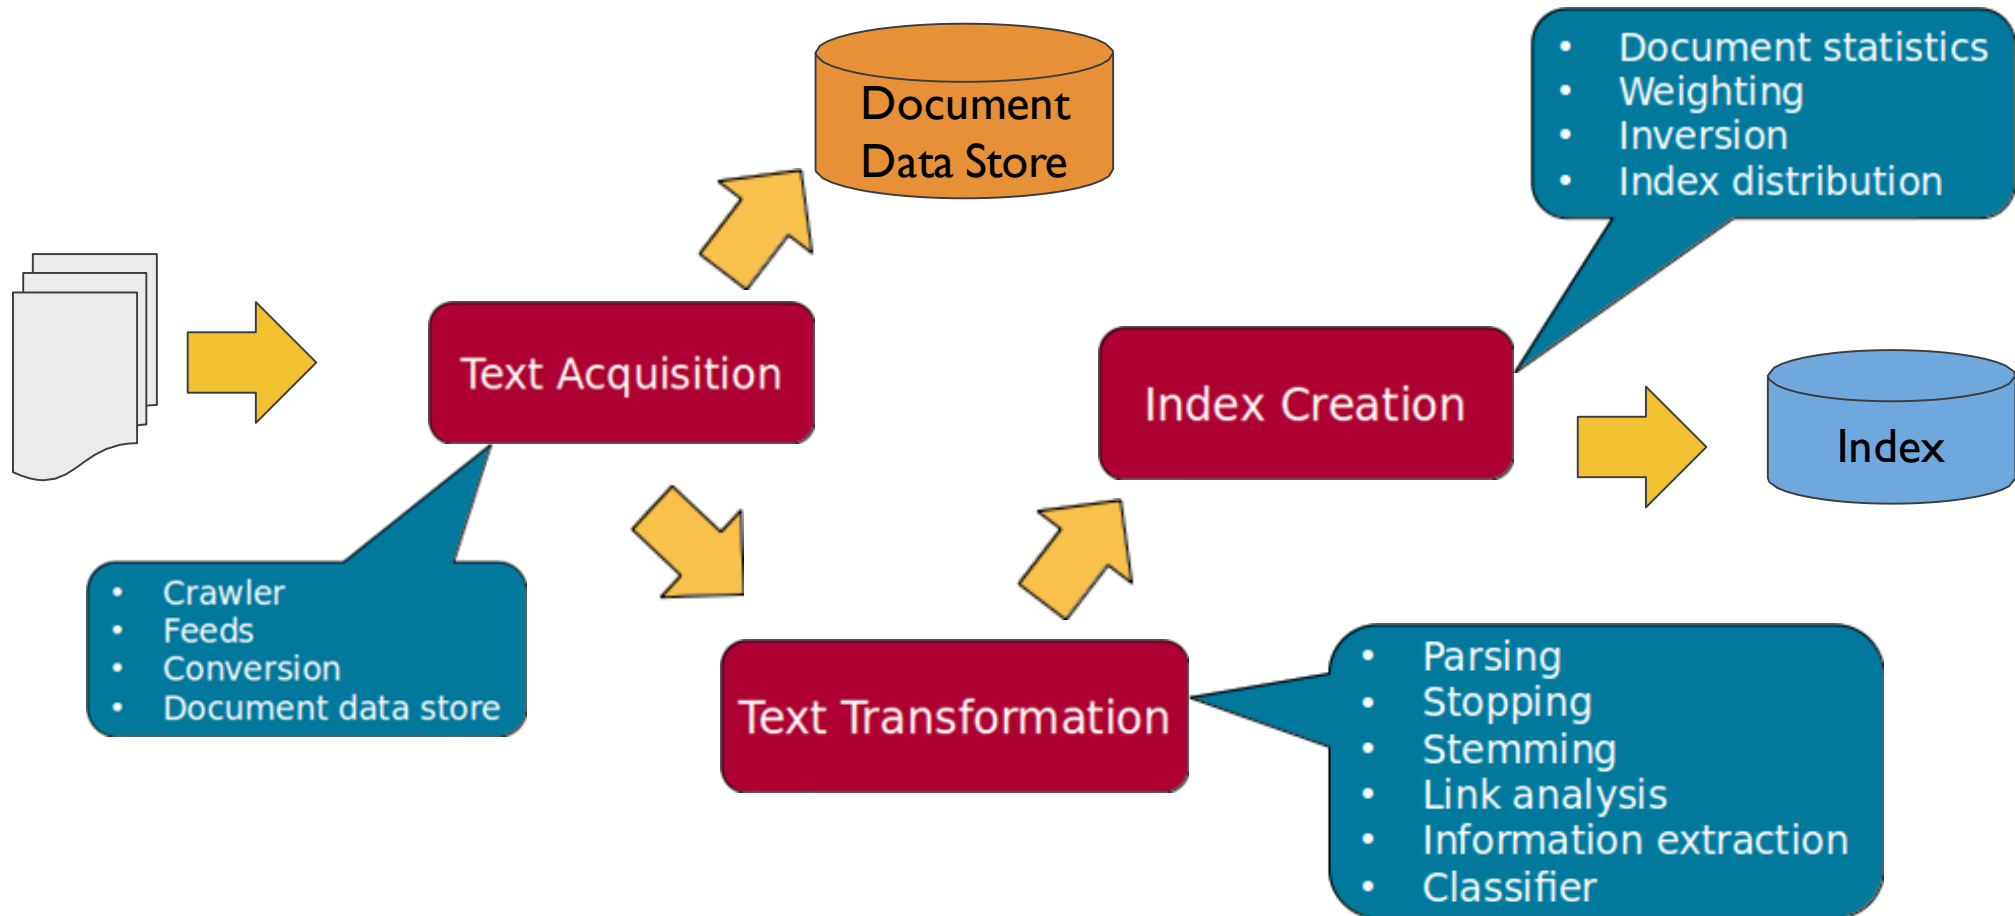 Document
Data Store
• Document statistics
• Weighting
• Inversion
• Index distribution
Text Acquisition
Index Creation
Index
• Crawler
• Feeds
• Conversion
• Document data store
Text Transformation
• Parsing
• Stopping
• Stemming
• Link analysis
• Information extraction
• Classifier